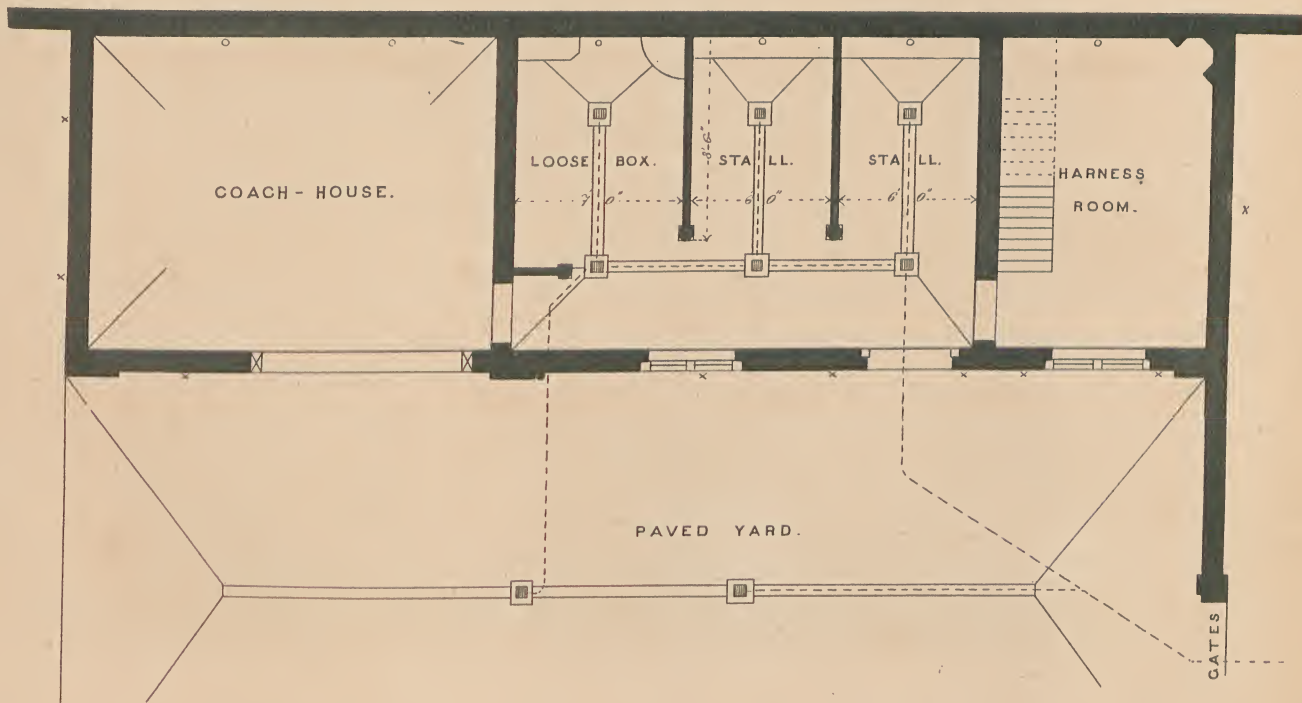 COACH-HOUSE.
LOOSE BOX.
STALL.
STALL.
HARNESS
ROOM.
7' 0"
6' 0"
6' 0"
8' 6"
PAVED YARD.
GATES